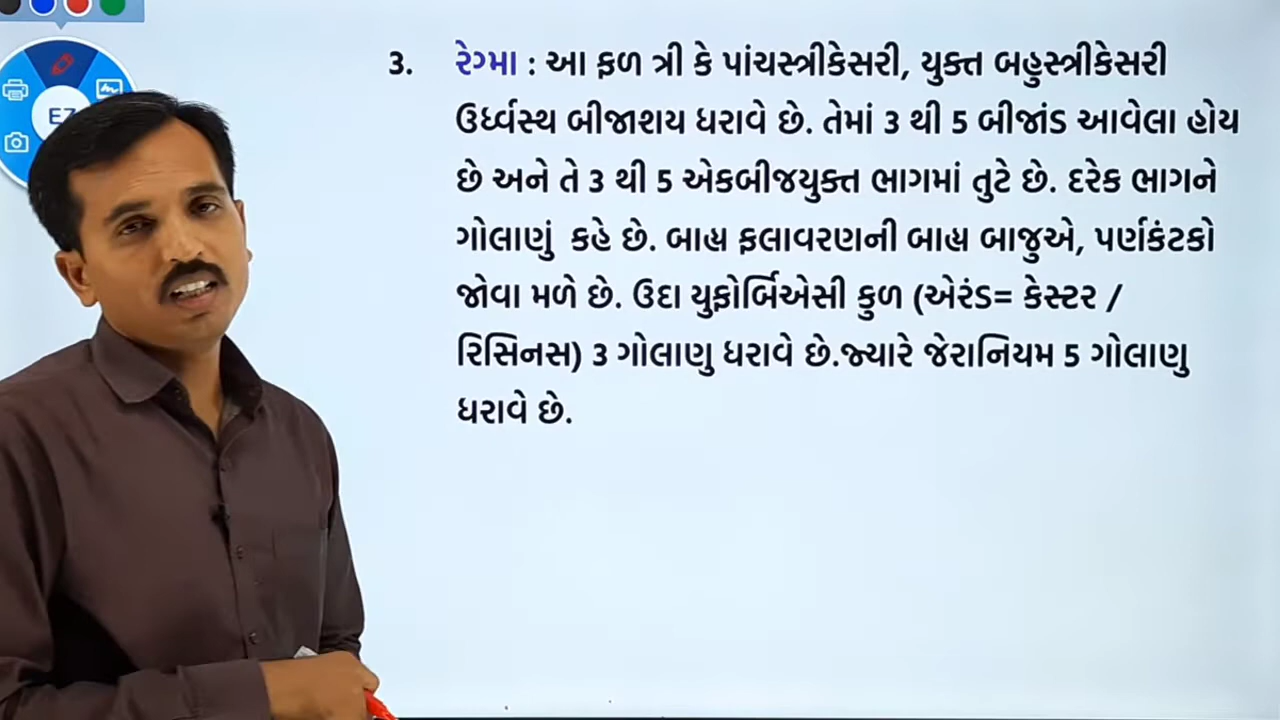 EZ
3. રેગ્મા : આ ફળ ત્રી કે પાંચસ્ત્રીકેસરી, યુક્ત બહુસ્ત્રીકેસરી
ઉર્ધ્વસ્થ બીજાશય ધરાવે છે. તેમાં 3 થી 5 બીજાંડ આવેલા હોય
છે અને તે 3 થી 5 એકબીજયુક્ત ભાગમાં તુટે છે. દરેક ભાગને
ગોલાણું કહે છે. બાહ્ય ફલાવરણની બાહ્ય બાજુએ, પર્ણકંટકો
જોવા મળે છે. ઉદા યુફોર્બિએસી કુળ (એરંડ= કેસ્ટર /
રિસિનસ) 3 ગોલાણુ ધરાવે છે.જ્યારે જેરાનિયમ 5 ગોલાણુ
ધરાવે છે.